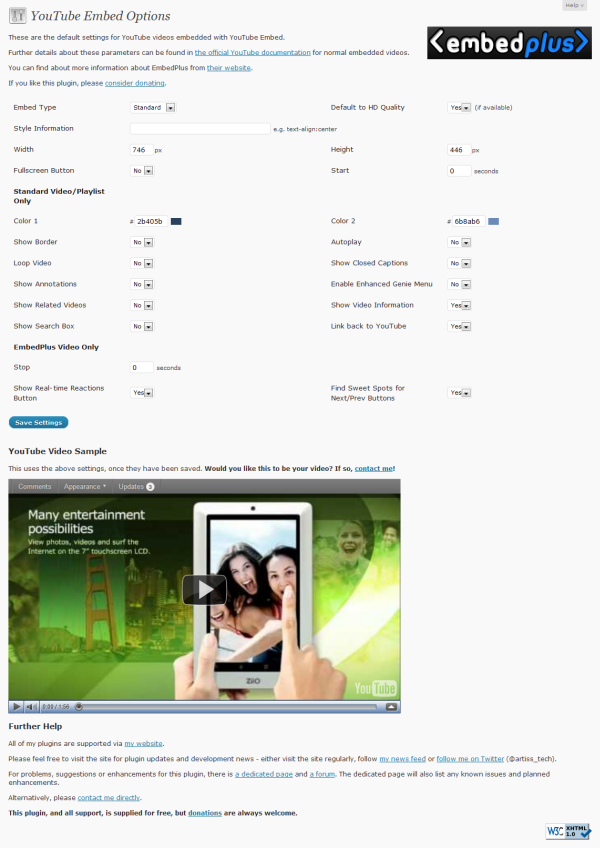 Help
YouTube Embed Options
These are the default settings for YouTube videos embedded with YouTube Embed.
<embedplus>
Further details about these parameters can be found in the official YouTube documentation for normal embedded videos.
You can find about more information about EmbedPlus from their website.
If you like this plugin, please consider donating.
Embed Type Standard Default to HD Quality Yes (if available)
Style Information e.g. text-align:center
Width 746 px Height 446 px
Fullscreen Button No Start 0 seconds
Standard Video/Playlist
Only
Color 1 # 2b405b Color 2 # 6b8ab6
Show Border No Autoplay No
Loop Video No Show Closed Captions No
Show Annotations No Enable Enhanced Genie Menu No
Show Related Videos No Show Video Information Yes
Show Search Box No Link back to YouTube Yes
EmbedPlus Video Only
Stop 0 seconds
Show Real-time Reactions
Button Yes Find Sweet Spots for
Next/Prev Buttons Yes
Save Settings
YouTube Video Sample
This uses the above settings, once they have been saved. Would you like this to be your video? If so, contact me!
Comments Appearance Updates 3
Many entertainment
possibilities
View photos, videos and surf the
Internet on the 7" touchscreen LCD.
ZiiO
YouTube
0:00 / 1:56
Further Help
All of my plugins are supported via my website.
Please feel free to visit the site for plugin updates and development news - either visit the site regularly, follow my news feed or follow me on Twitter (@artiss_tech).
For problems, suggestions or enhancements for this plugin, there is a dedicated page and a forum. The dedicated page will also list any known issues and planned
enhancements.
Alternatively, please contact me directly.
This plugin, and all support, is supplied for free, but donations are always welcome.
W3C XHTML
1.0